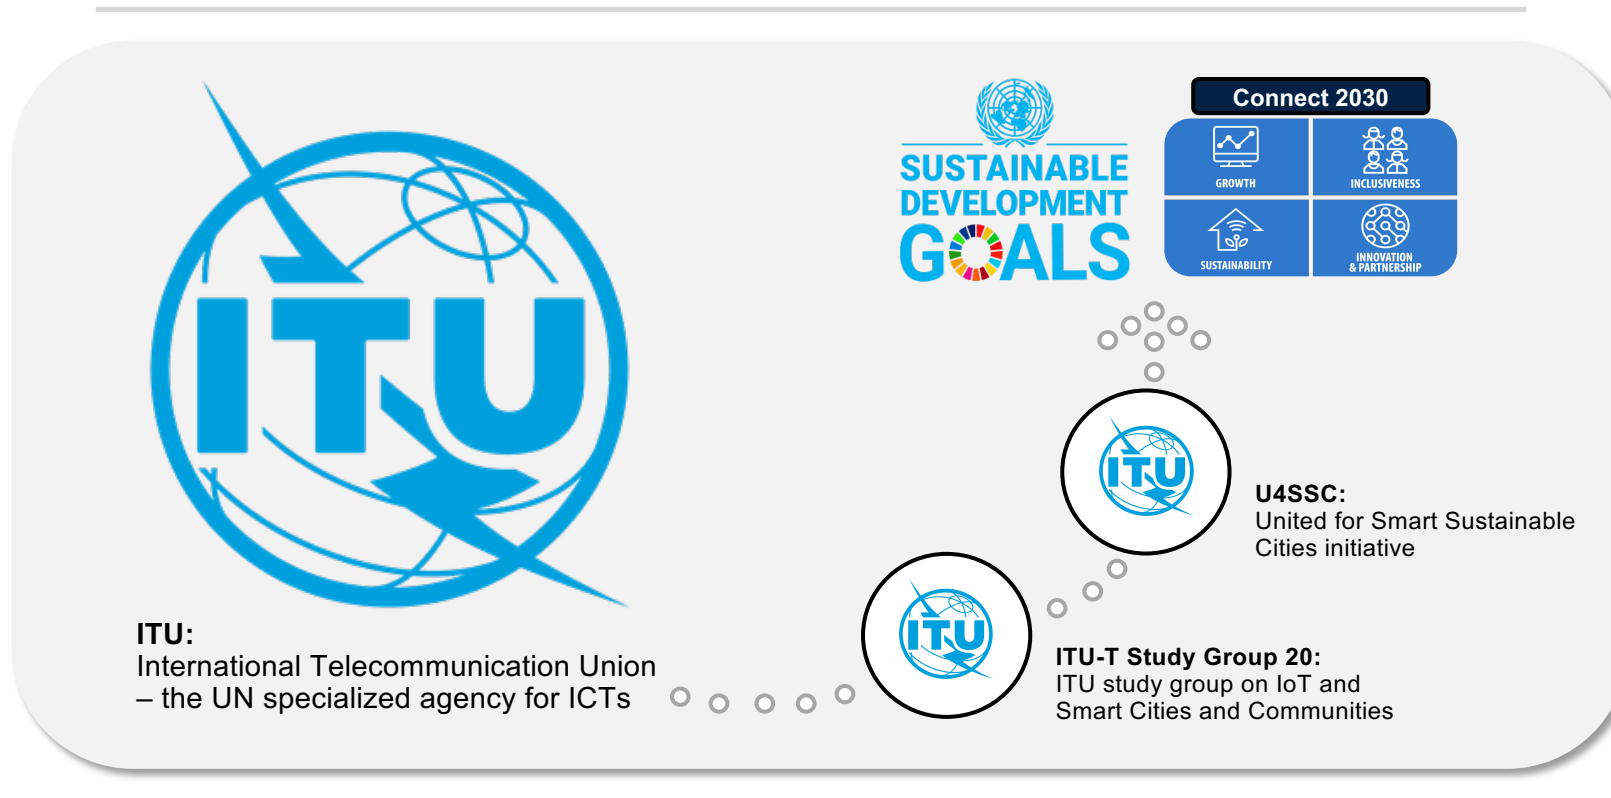 ITU
ITU:
International Telecommunication Union
– the UN specialized agency for ICTs
SUSTAINABLE
DEVELOPMENT
GOALS
Connect 2030
GROWTH
INCLUSIVENESS
SUSTAINABILITY
INNOVATION
& PARTNERSHIP
ITU
U4SSC:
United for Smart Sustainable
Cities initiative
ITU
ITU-T Study Group 20:
ITU study group on IoT and
Smart Cities and Communities